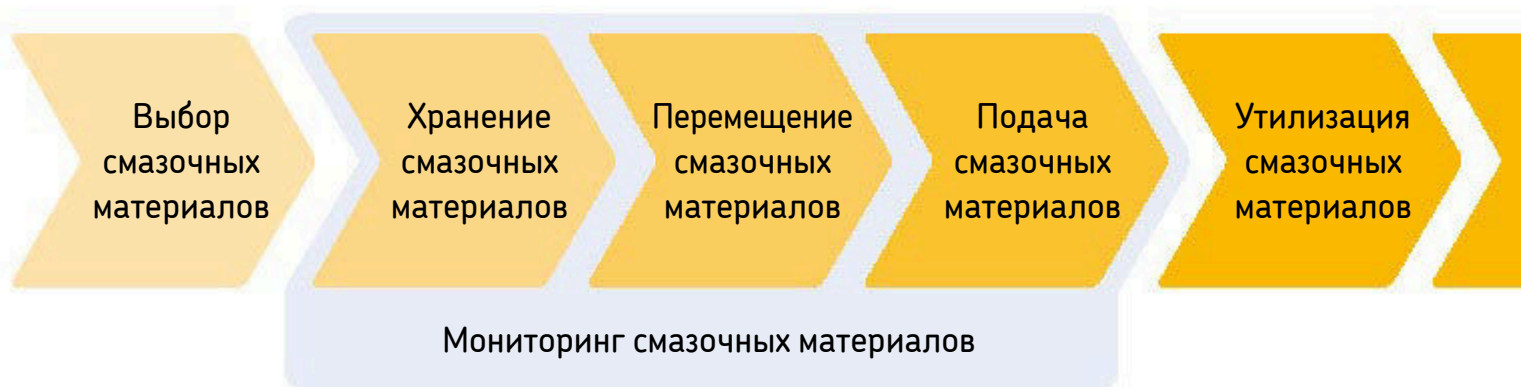 Выбор
смазочных
материалов
Хранение
смазочных
материалов
Перемещение
смазочных
материалов
Подача
смазочных
материалов
Утилизация
смазочных
материалов
Мониторинг смазочных материалов